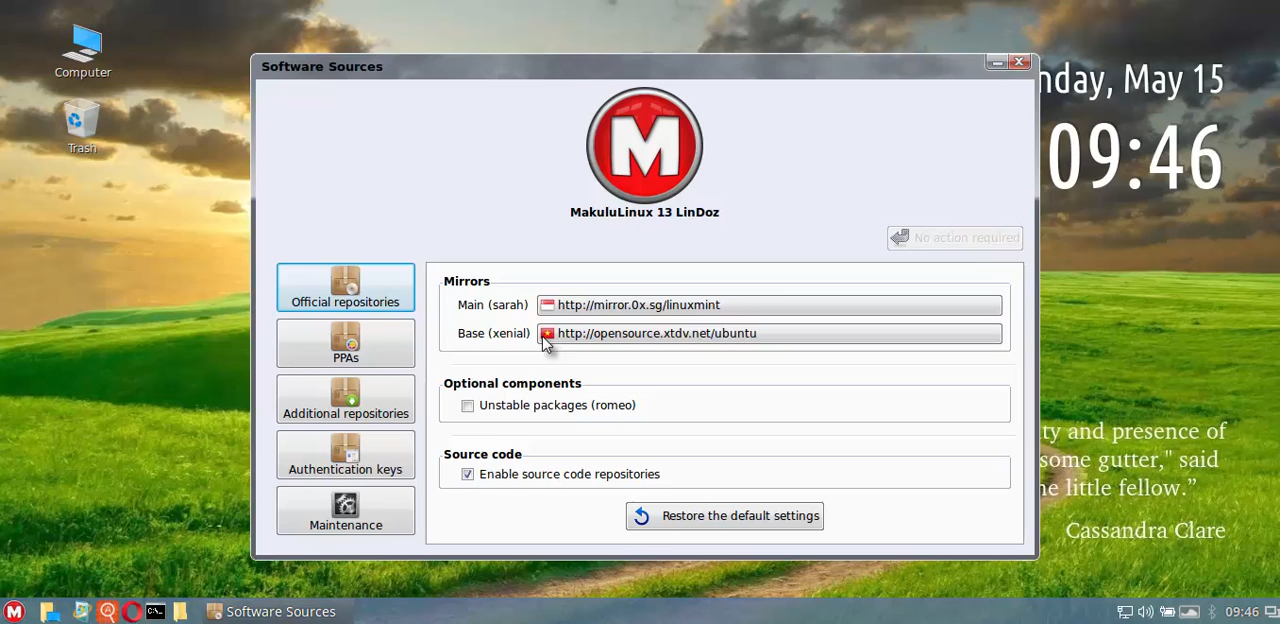 Computer
Trash
Software Sources
nday, May 15
09:46
M
MakuluLinux 13 LinDoz
No action required
Official repositories
PPAs
Additional repositories
Authentication keys
Maintenance
Mirrors
Main (sarah) http://mirror.0x.sg/linuxmint
Base (xenial) http://opensource.xtdv.net/ubuntu
Optional components
Unstable packages (romeo)
Source code
Enable source code repositories
Restore the default settings
ty and presence of
some gutter," said
he little fellow.”
Cassandra Clare
M
Software Sources
09:46